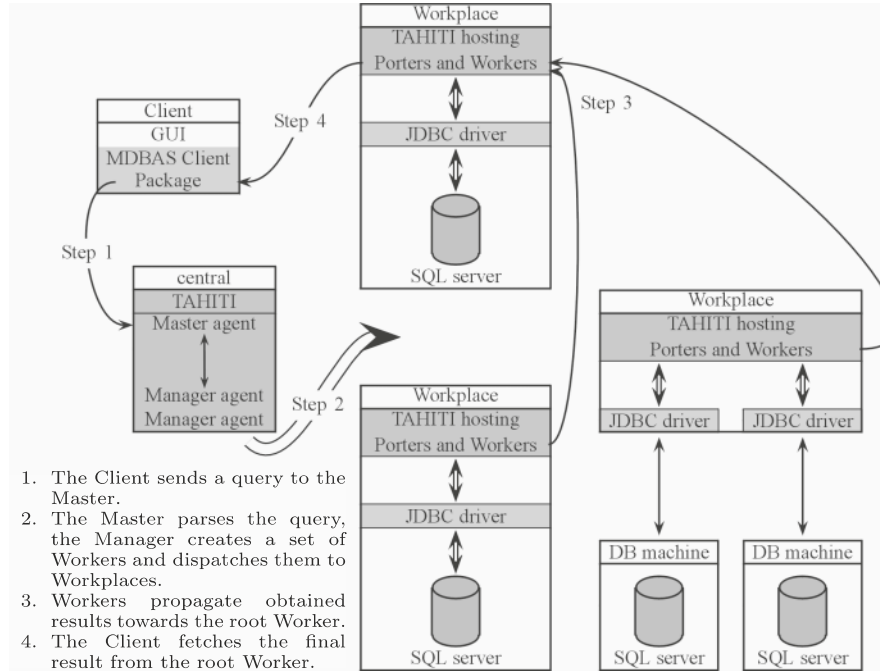 Workplace
TAHITI hosting
Porters and Workers
JDBC driver
SQL server
Step 3
Step 4
Client
GUI
MDBAS Client
Package
Step 1
central
TAHITI
Master agent
Manager agent
Manager agent
Step 2
Workplace
TAHITI hosting
Porters and Workers
JDBC driver
SQL server
Workplace
TAHITI hosting
Porters and Workers
JDBC driver
JDBC driver
DB machine
DB machine
SQL server
SQL server
1. The Client sends a query to the
Master.
2. The Master parses the query,
the Manager creates a set of
Workers and dispatches them to
Workplaces.
3. Workers propagate obtained
results towards the root Worker.
4. The Client fetches the final
result from the root Worker.